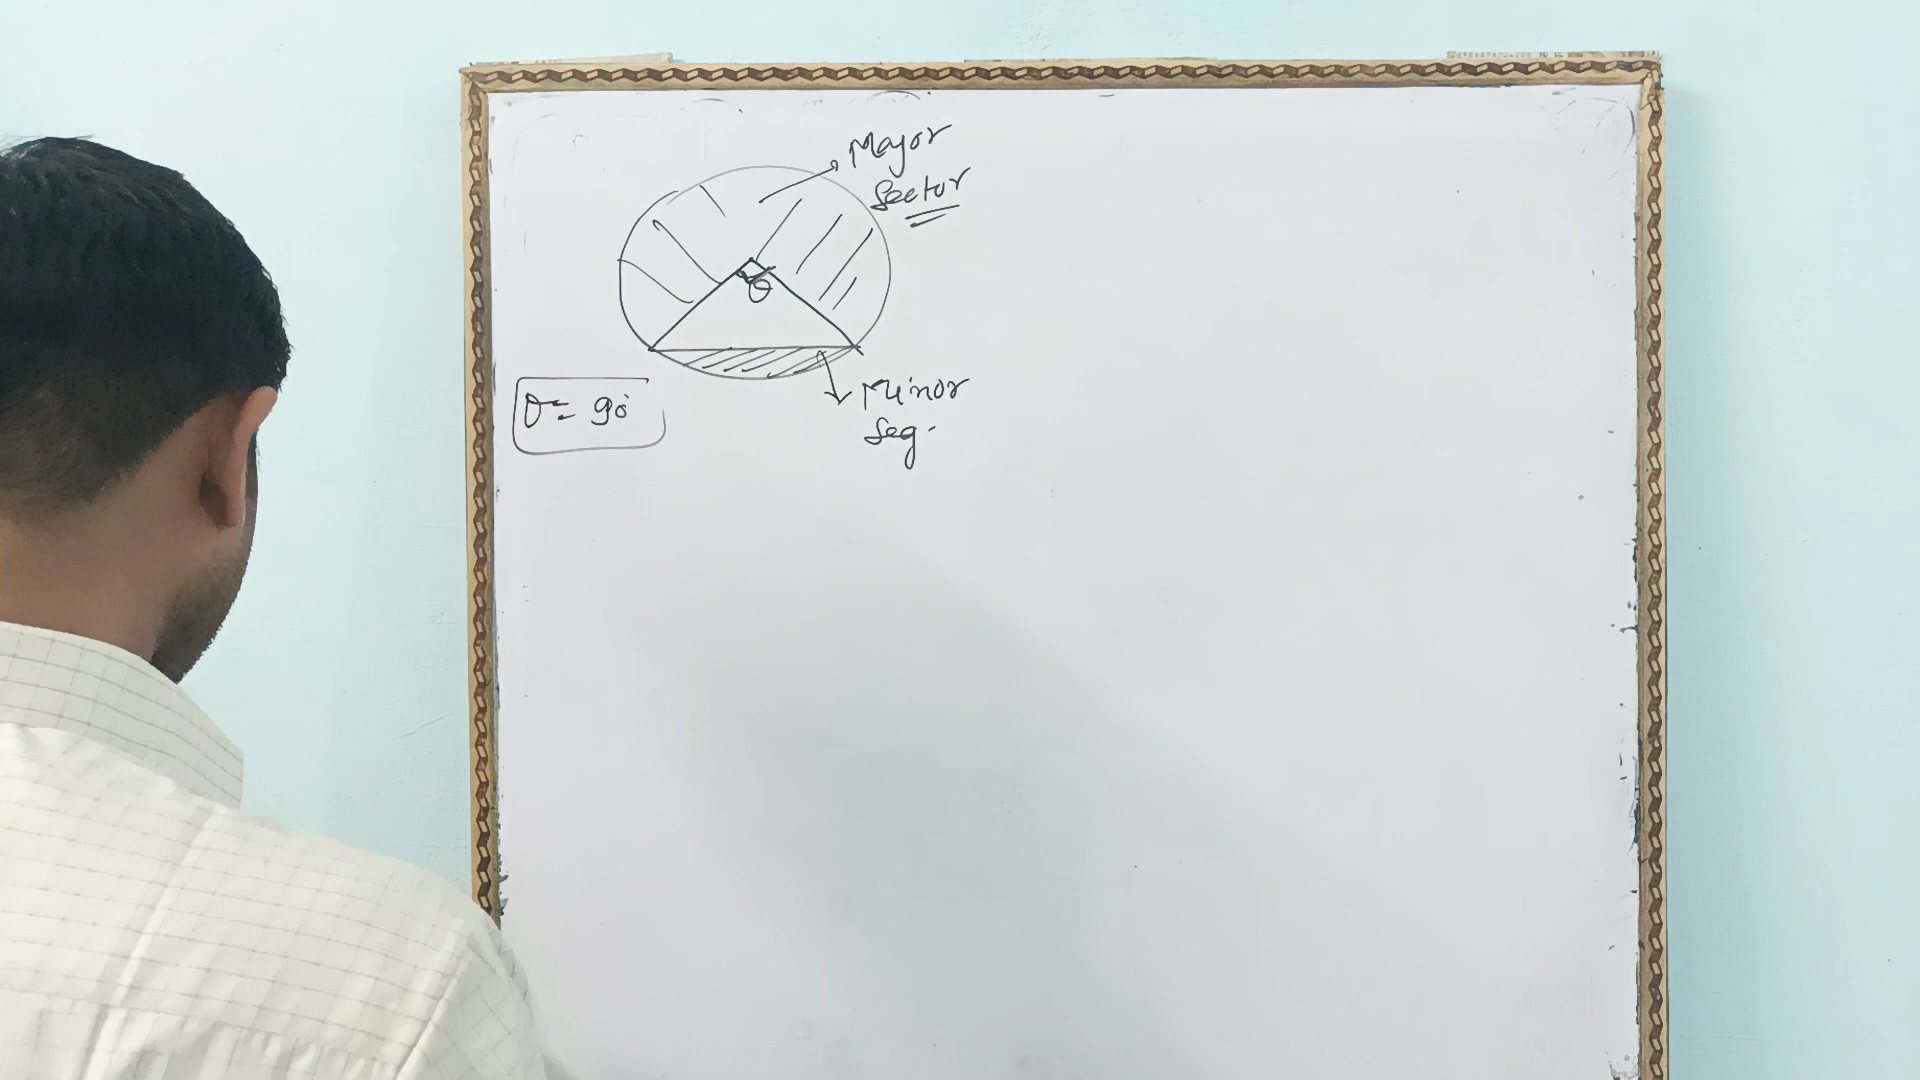 Major
Sector
θ
θ = 90°
Minor
Seg.